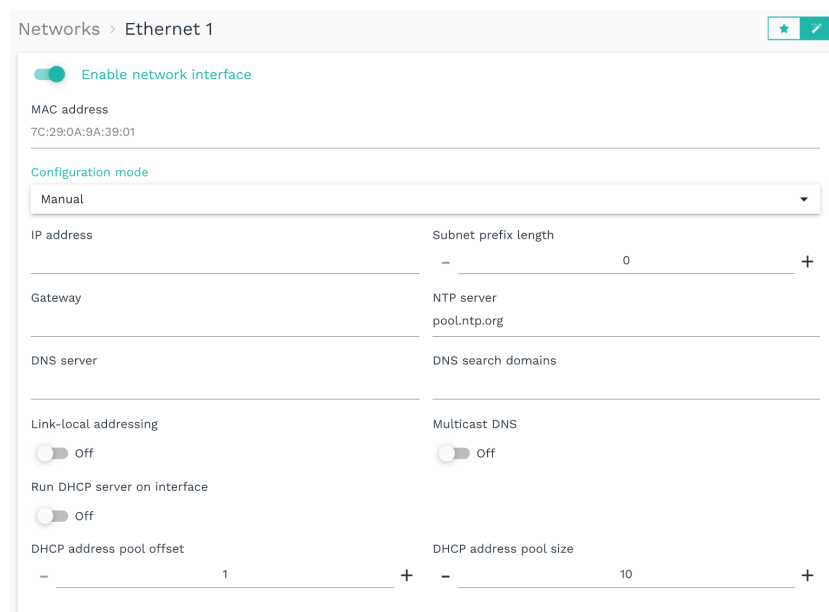 Networks > Ethernet 1
Enable network interface
MAC address
7C:29:0A:9A:39:01
Configuration mode
Manual
IP address
Subnet prefix length
– 0 +
Gateway
NTP server
pool.ntp.org
DNS server
DNS search domains
Link-local addressing
Multicast DNS
Off
Off
Run DHCP server on interface
Off
DHCP address pool offset
DHCP address pool size
– 1 +
– 10 +